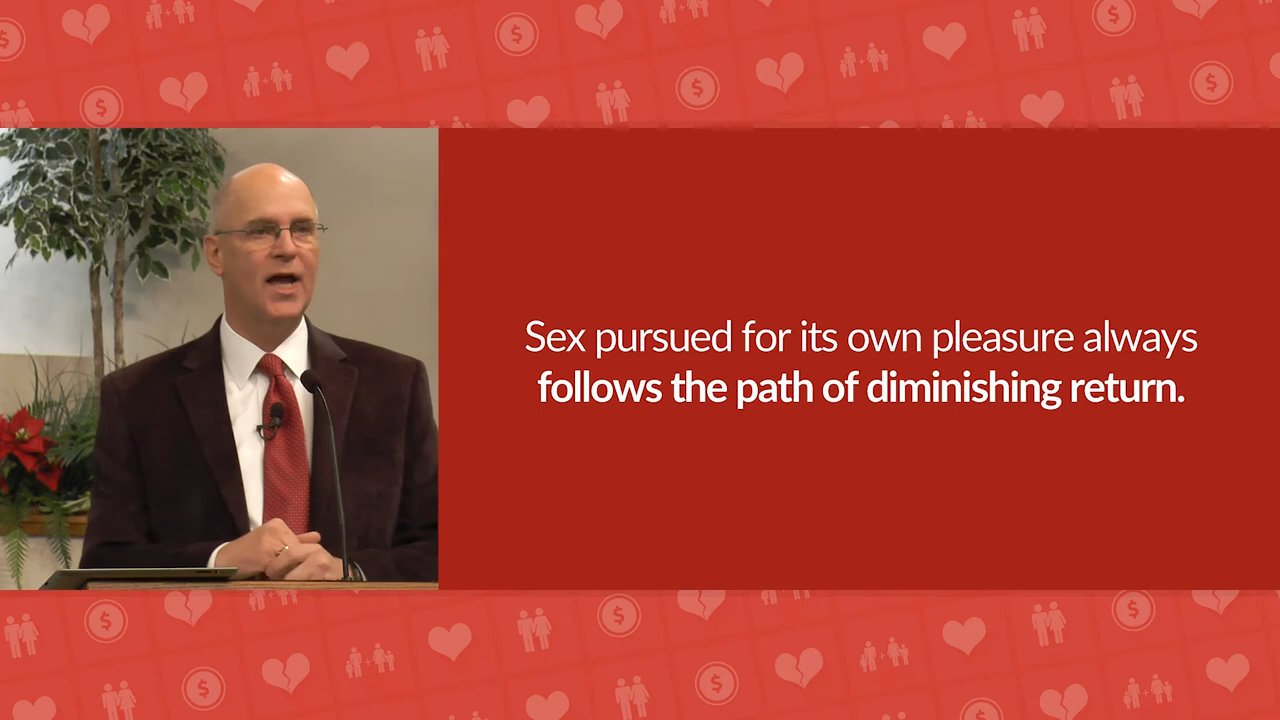 Sex pursued for its own pleasure always
follows the path of diminishing return.